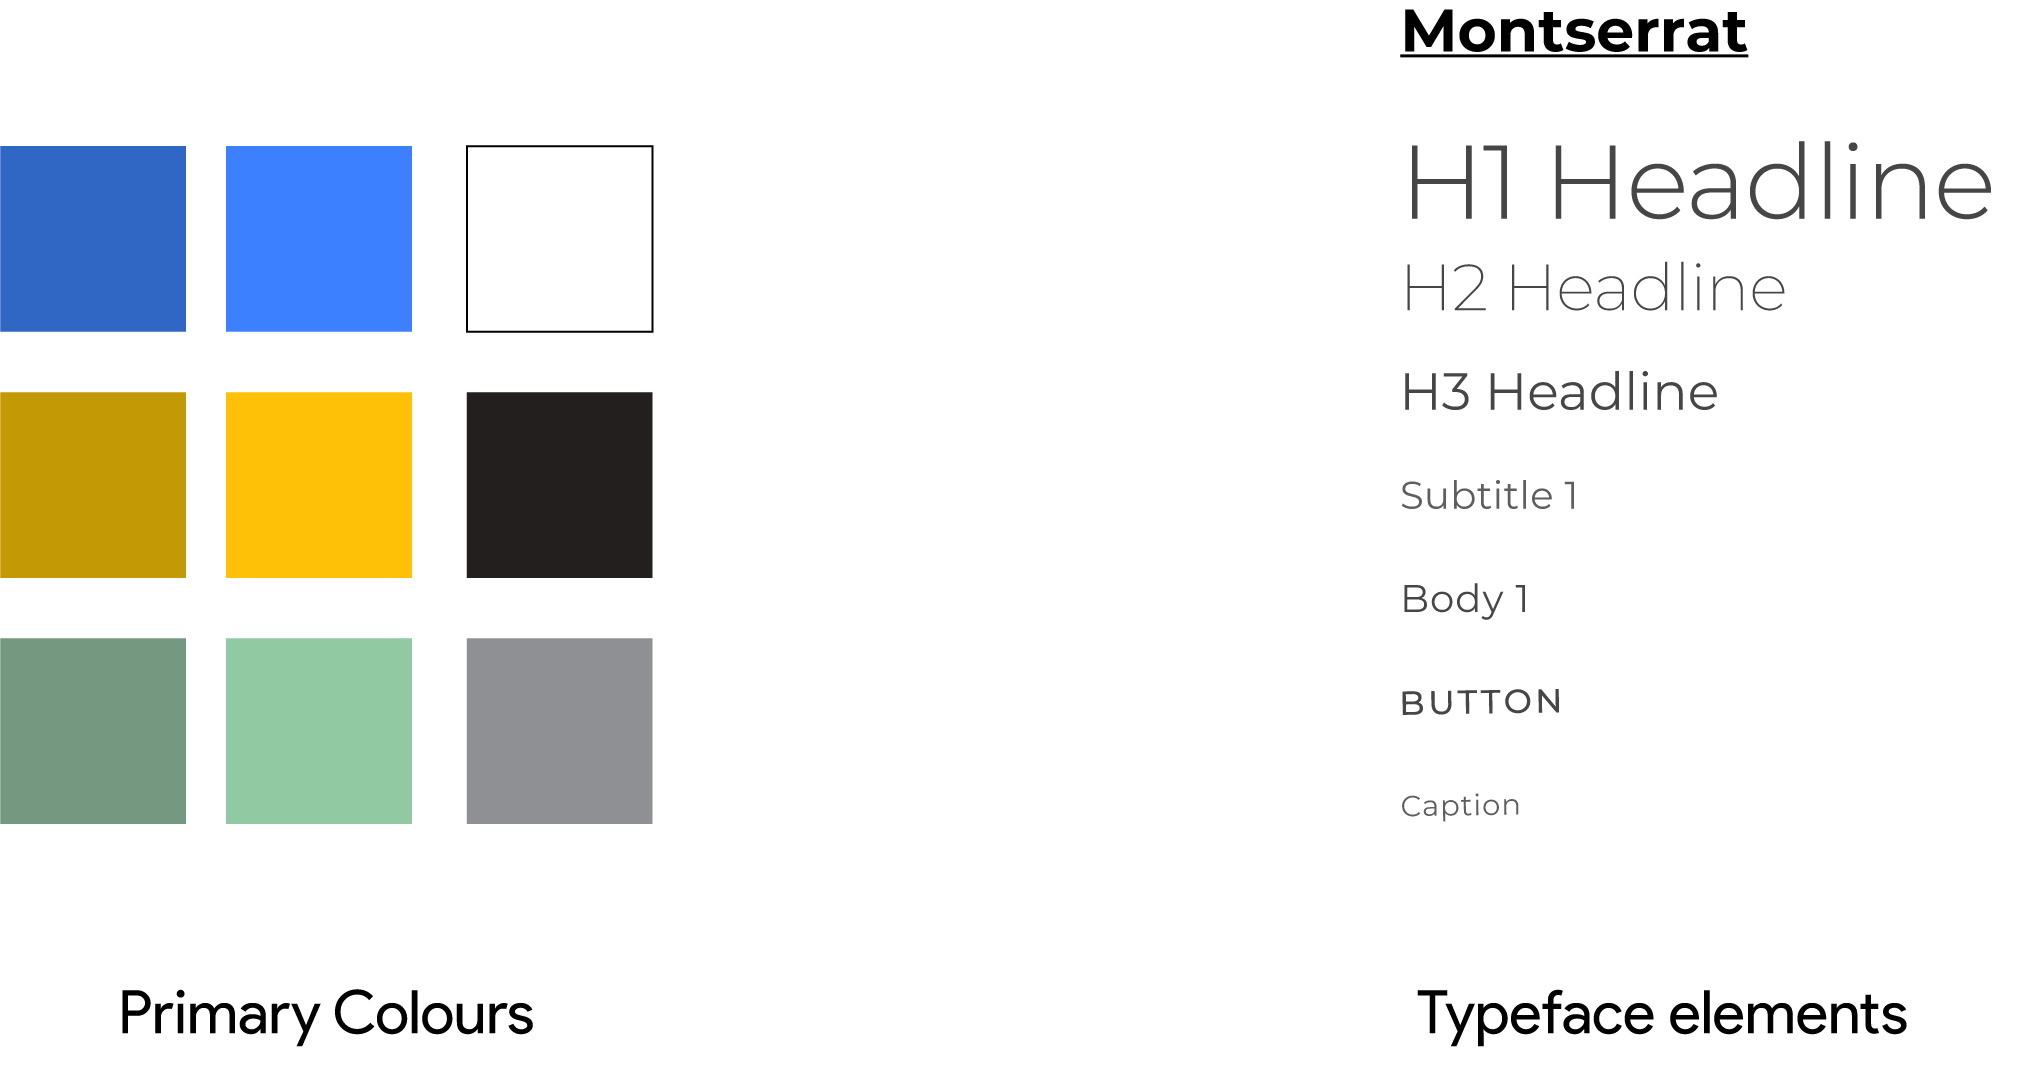 Montserrat
H1 Headline
H2 Headline
H3 Headline
Subtitle 1
Body 1
BUTTON
Caption
Primary Colours
Typeface elements